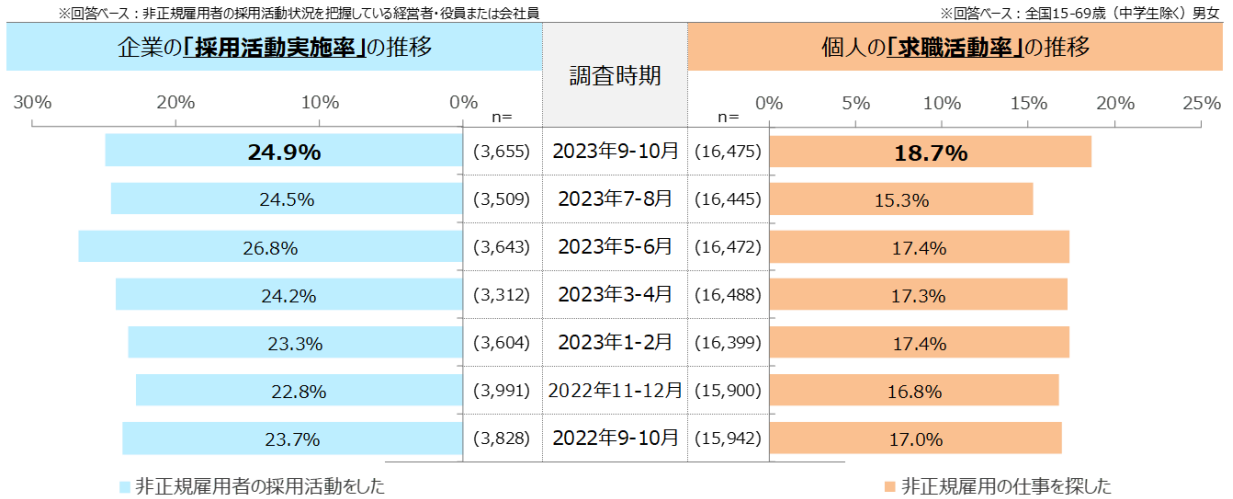 ※回答ベース：非正規雇用者の採用活動状況を把握している経営者・役員または会社員
※回答ベース：全国15-69歳（中学生除く）男女
企業の「採用活動実施率」の推移
調査時期
個人の「求職活動率」の推移
30% 20% 10% 0%
n=
n=
0% 5% 10% 15% 20% 25%
24.9% (3,655) 2023年9-10月 (16,475) 18.7%
24.5% (3,509) 2023年7-8月 (16,445) 15.3%
26.8% (3,643) 2023年5-6月 (16,472) 17.4%
24.2% (3,312) 2023年3-4月 (16,488) 17.3%
23.3% (3,604) 2023年1-2月 (16,399) 17.4%
22.8% (3,991) 2022年11-12月 (15,900) 16.8%
23.7% (3,828) 2022年9-10月 (15,942) 17.0%
非正規雇用者の採用活動をした
非正規雇用の仕事を探した